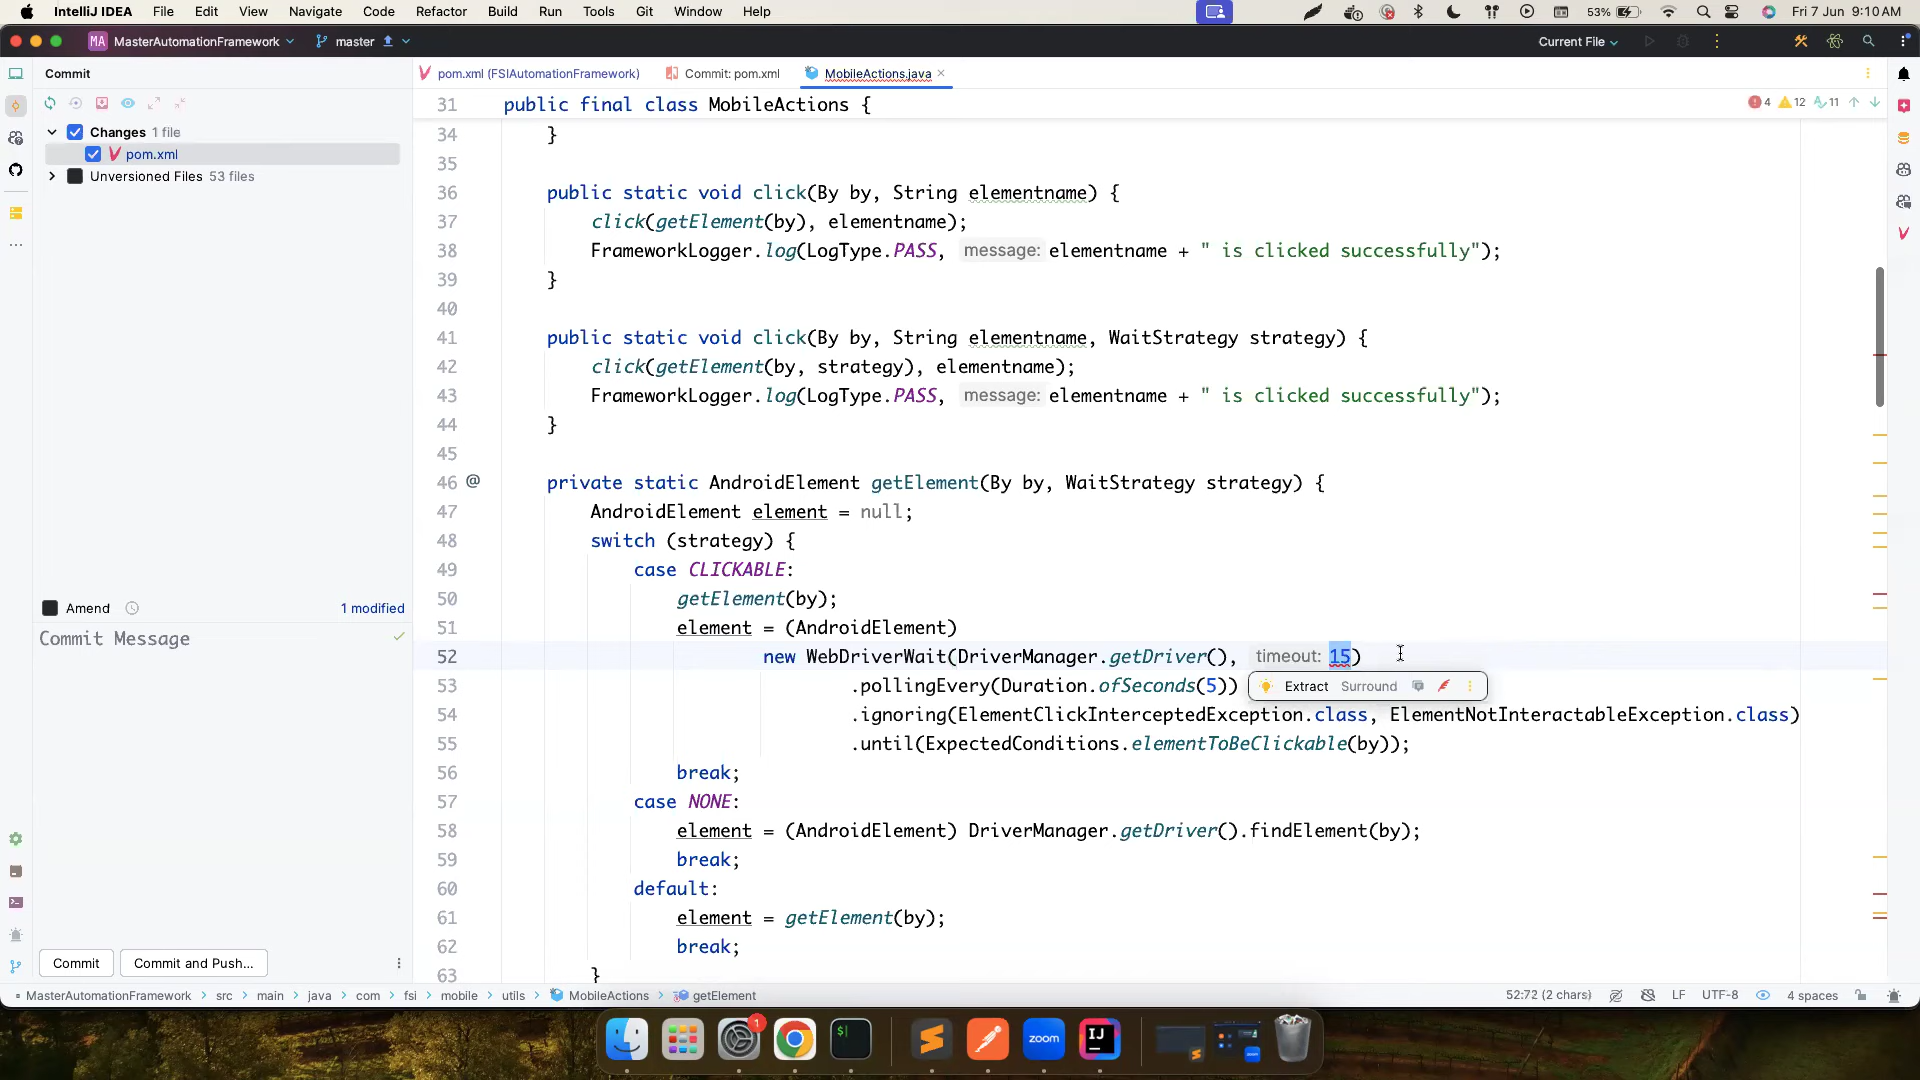 IntelliJ IDEA File Edit View Navigate Code Refactor Build Run Tools Git Window Help 53% Fri 7 Jun 9:10 AM
MA MasterAutomationFramework master Current File
Commit
pom.xml (FSIAutomationFramework) Commit: pom.xml MobileActions.java
31 public final class MobileActions { 4 12 11
Changes 1 file
pom.xml
Unversioned Files 53 files
34 }
35
36 public static void click(By by, String elementname) {
37 click(getElement(by), elementname);
38 FrameworkLogger.log(LogType.PASS, message: elementname + " is clicked successfully");
39 }
40
41 public static void click(By by, String elementname, WaitStrategy strategy) {
42 click(getElement(by, strategy), elementname);
43 FrameworkLogger.log(LogType.PASS, message: elementname + " is clicked successfully");
44 }
45
46 @ private static AndroidElement getElement(By by, WaitStrategy strategy) {
47 AndroidElement element = null;
48 switch (strategy) {
49 case CLICKABLE:
50 getElement(by);
51 element = (AndroidElement)
52 new WebDriverWait(DriverManager.getDriver(), timeout: 15)
53 .pollingEvery(Duration.ofSeconds(5))
Extract Surround
54 .ignoring(ElementClickInterceptedException.class, ElementNotInteractableException.class)
55 .until(ExpectedConditions.elementToBeClickable(by));
56 break;
57 case NONE:
58 element = (AndroidElement) DriverManager.getDriver().findElement(by);
59 break;
60 default:
61 element = getElement(by);
62 break;
63 }
Amend 1 modified
Commit Message
Commit Commit and Push...
MasterAutomationFramework > src > main > java > com > fsi > mobile > utils > MobileActions > getElement 52:72 (2 chars) LF UTF-8 4 spaces
1
$
zoom
IJ
zoom